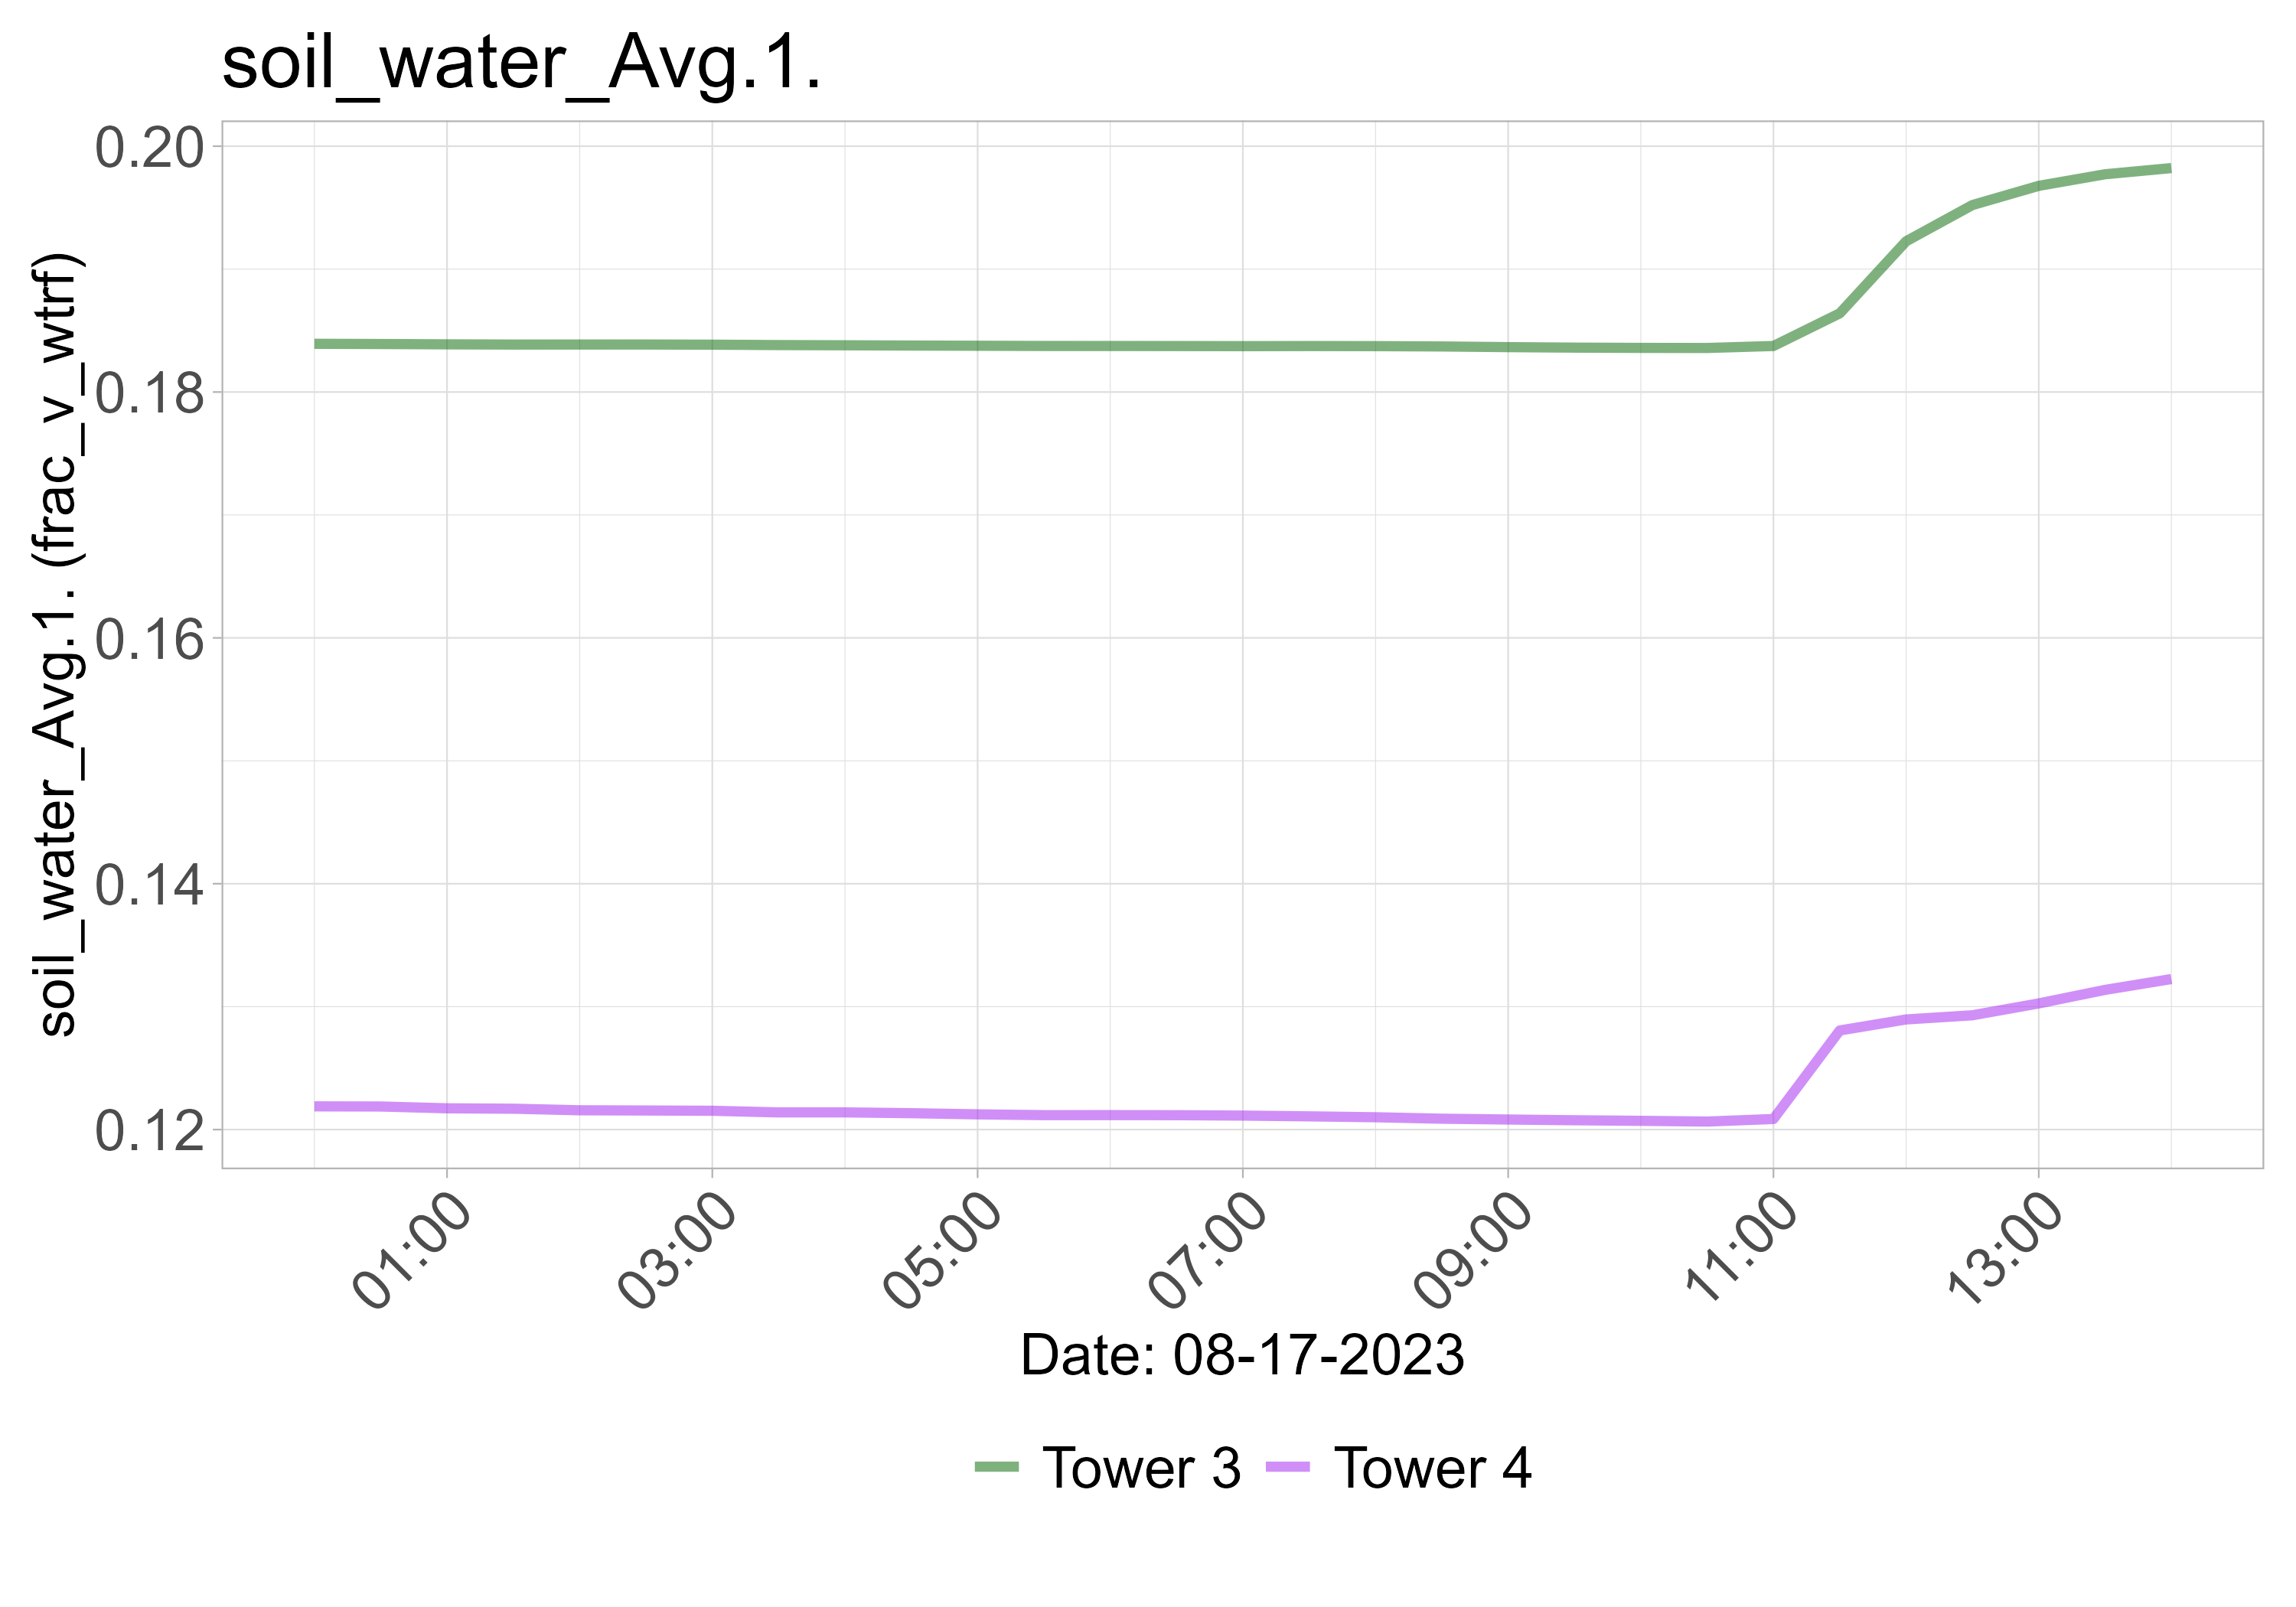 soil_water_Avg.1.
soil_water_Avg.1. (frac_v_wtrf)
0.20
0.18
0.16
0.14
0.12
01:00 03:00 05:00 07:00 09:00 11:00 13:00
Date: 08-17-2023
Tower 3 Tower 4